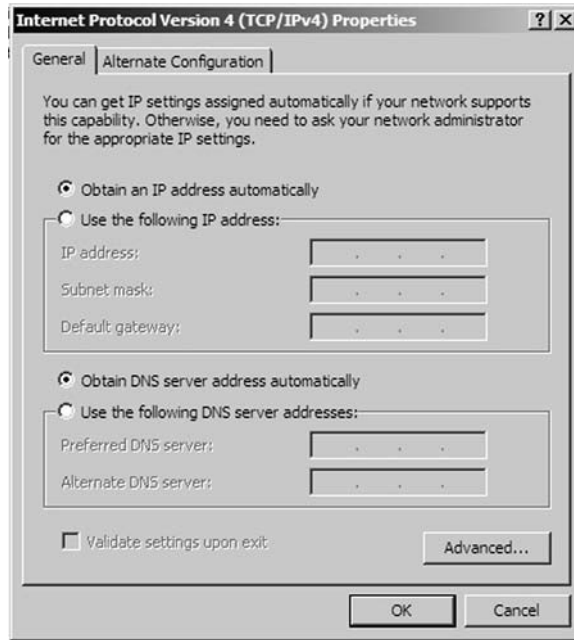 Internet Protocol Version 4 (TCP/IPv4) Properties
General
Alternate Configuration
You can get IP settings assigned automatically if your network supports
this capability. Otherwise, you need to ask your network administrator
for the appropriate IP settings.
Obtain an IP address automatically
Use the following IP address:
IP address:
Subnet mask:
Default gateway:
Obtain DNS server address automatically
Use the following DNS server addresses:
Preferred DNS server:
Alternate DNS server:
Validate settings upon exit
Advanced...
OK
Cancel